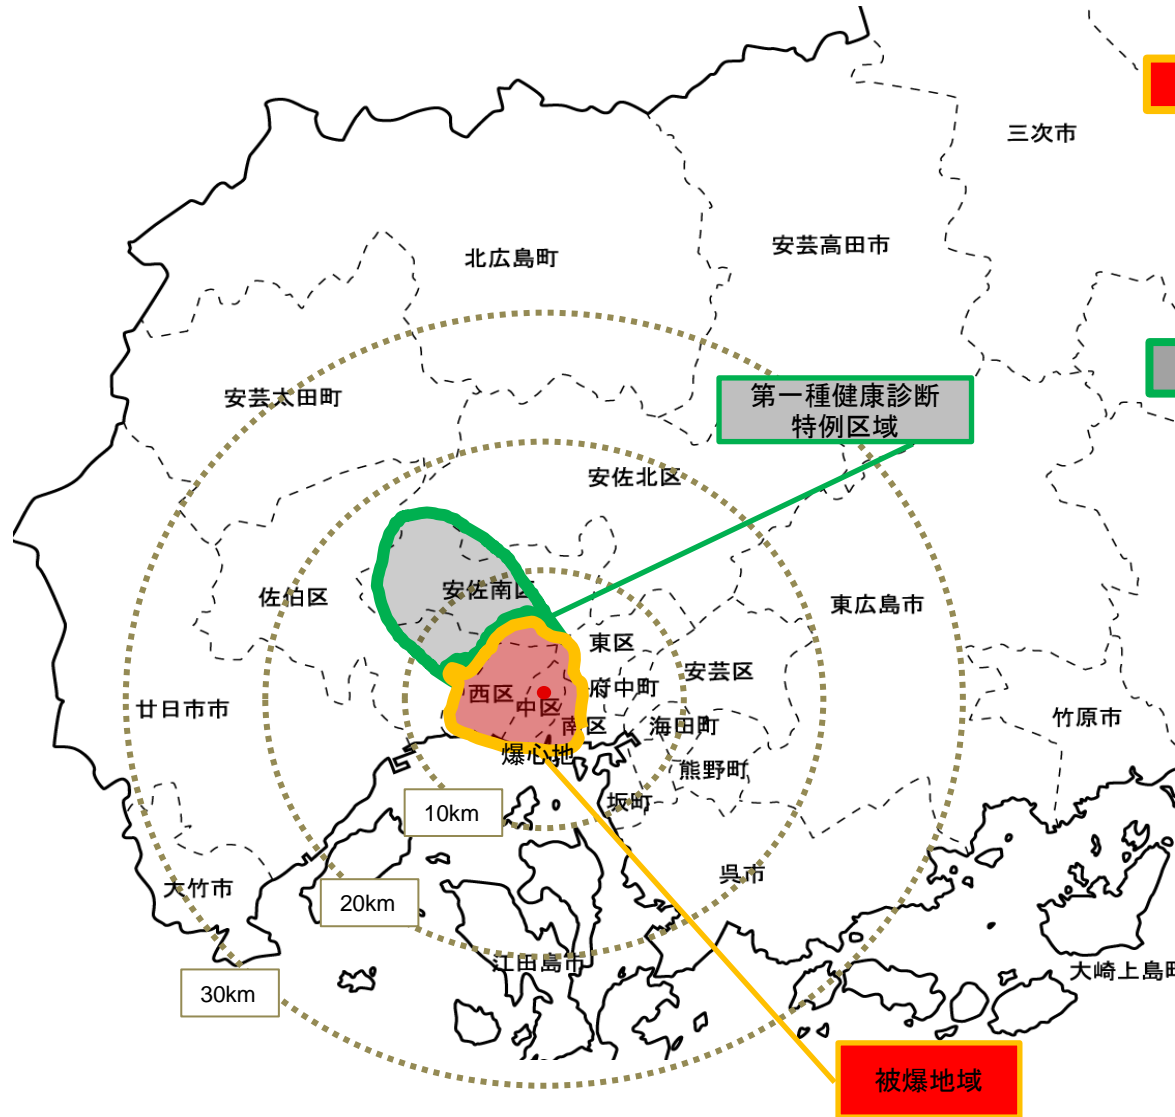 三次市
安芸高田市
北広島町
安芸太田町
第一種健康診断
特例区域
安佐北区
安佐南区
佐伯区
東広島市
東区
安芸区
府中町
西区
中区
廿日市市
南区
海田町
竹原市
爆心地
熊野町
坂町
10km
呉市
大竹市
20km
江田島市
大崎上島町
30km
被爆地域